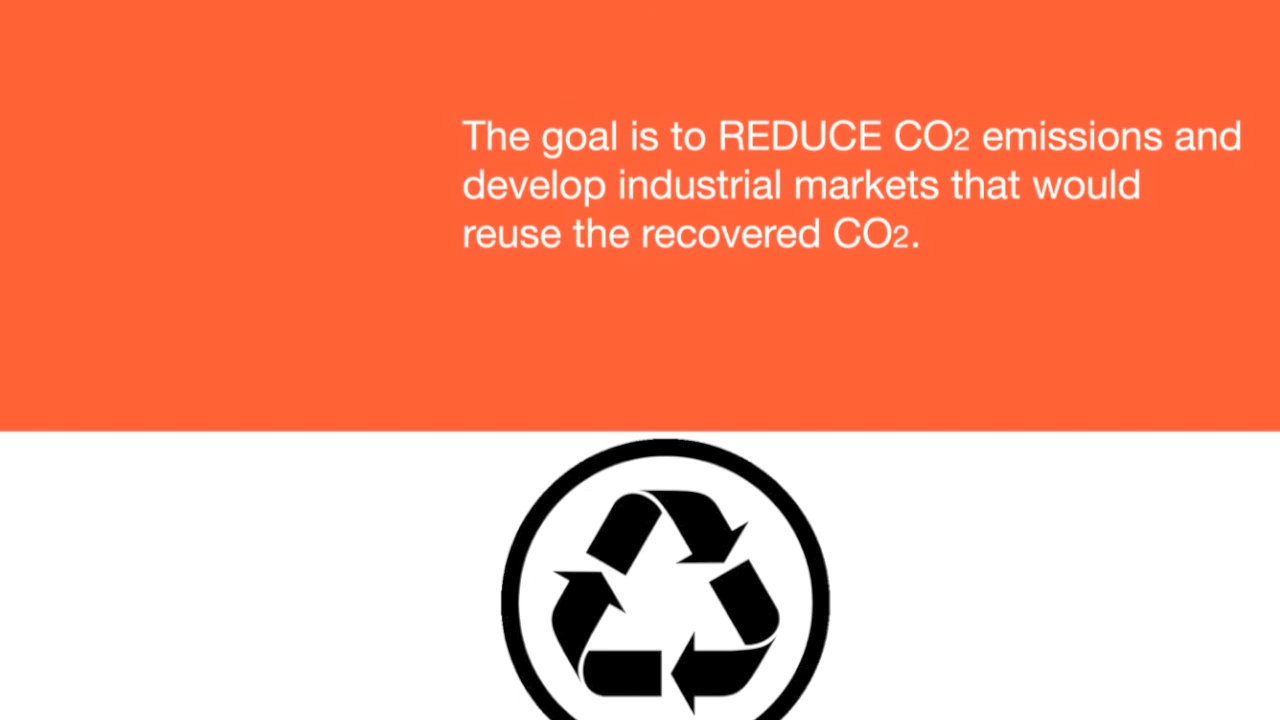 The goal is to REDUCE CO2 emissions and
develop industrial markets that would
reuse the recovered CO2.